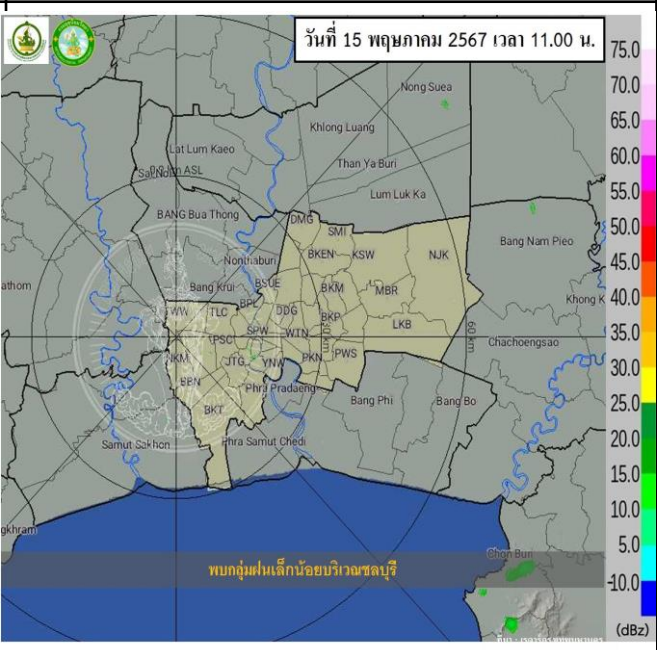 วันที่ 15 พฤษภาคม 2567 เวลา 11.00 น.
75.0
70.0
65.0
60.0
55.0
50.0
45.0
40.0
35.0
30.0
25.0
20.0
15.0
10.0
5.0
-10.0
(dBz)
Nong Suea
Khlong Luang
Lat Lum Kaeo
Than Ya Buri
ASL
Lum Luk Ka
BANG Bua Thong
DMG
SMI
Bang Nam Pieo
BKEN
KSW
NJK
Nonthaburi
athom
Bang Krui
BSUE
BKM
MBR
Khong K
BPL
WW
TLC
DDG
BKP
LKB
PSC
SPW
WTN
30 km
60 km
Chachoengsao
NKM
JTG
YNW
PKN
PWS
BBN
Phra Pradaeng
BKT
Bang Phi
Bang Bo
Samut Sakhon
Phra Samut Chedi
gkhram
Chon Buri
พบกลุ่มฝนเล็กน้อยบริเวณชลบุรี